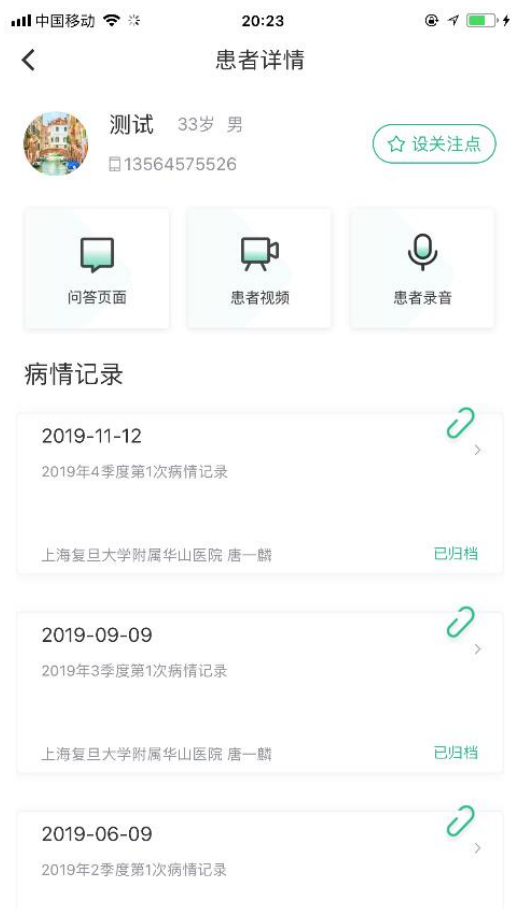 中国移动
20:23
患者详情
测试 33岁 男
13564575526
设关注点
问答页面
患者视频
患者录音
病情记录
2019-11-12
2019年4季度第1次病情记录
上海复旦大学附属华山医院 唐一麟
已归档
2019-09-09
2019年3季度第1次病情记录
上海复旦大学附属华山医院 唐一麟
已归档
2019-06-09
2019年2季度第1次病情记录